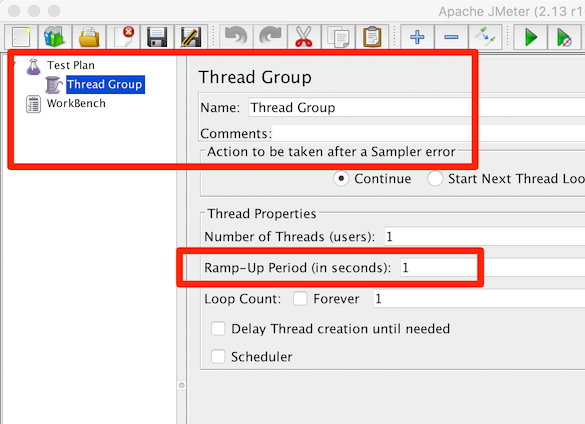 Apache JMeter (2.13 r1
Test Plan
Thread Group
WorkBench
Thread Group
Name: Thread Group
Comments:
Action to be taken after a Sampler error
Continue Start Next Thread Loo
Thread Properties
Number of Threads (users): 1
Ramp-Up Period (in seconds): 1
Loop Count: Forever 1
Delay Thread creation until needed
Scheduler